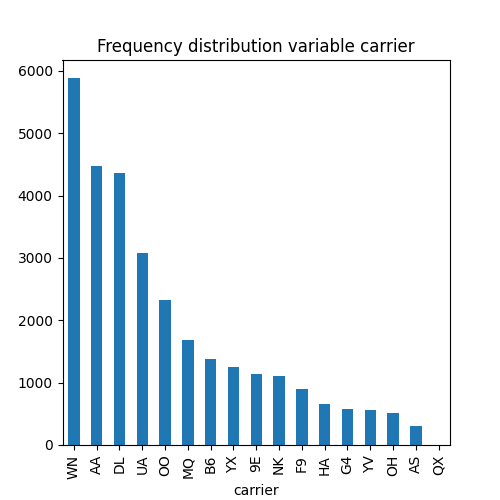 Frequency distribution variable carrier
6000
5000
4000
3000
2000
1000
0
WN AA DL UA OO MQ B6 YX 9E NK F9 HA G4 YV OH AS QX
carrier